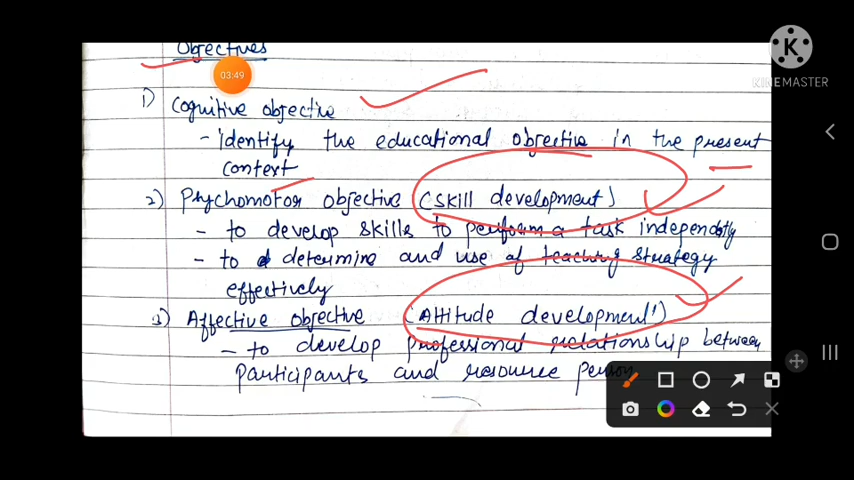 Objectives
03:49
K
KINEMASTER
1) Cognitive objective
- identify the educational objective in the present
context
2) Psychomotor objective (Skill development)
- to develop skills to perform a task independently
- to determine and use of teaching strategy
effectively
3) Affective objective (Attitude development')
- to develop professional relationship between
participants and resource person